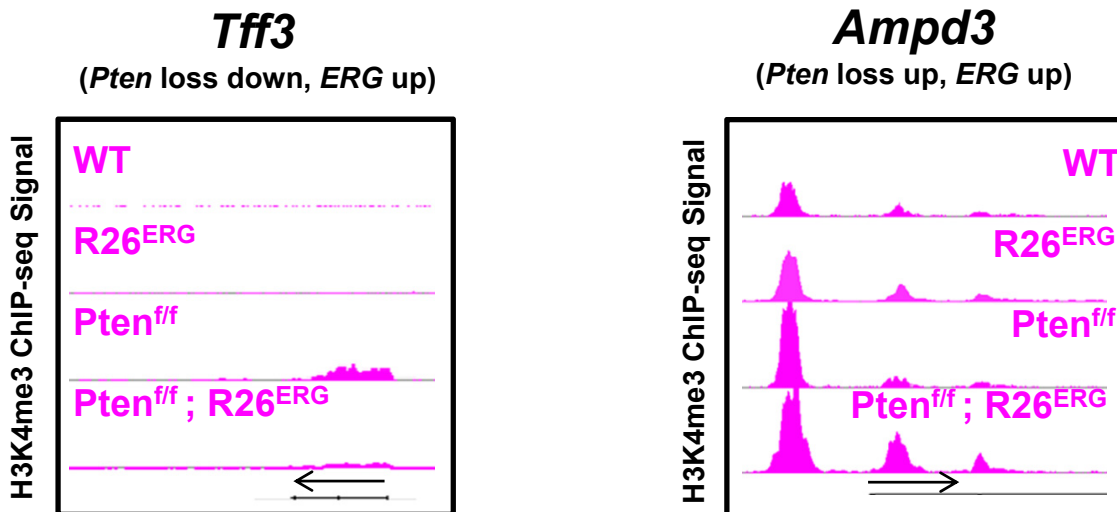 Tff3
(Pten loss down, ERG up)
H3K4me3 ChIP-seq Signal
WT
R26ERG
Ptenf/f
Ptenf/f ; R26ERG
Ampd3
(Pten loss up, ERG up)
H3K4me3 ChIP-seq Signal
WT
R26ERG
Ptenf/f
Ptenf/f ; R26ERG